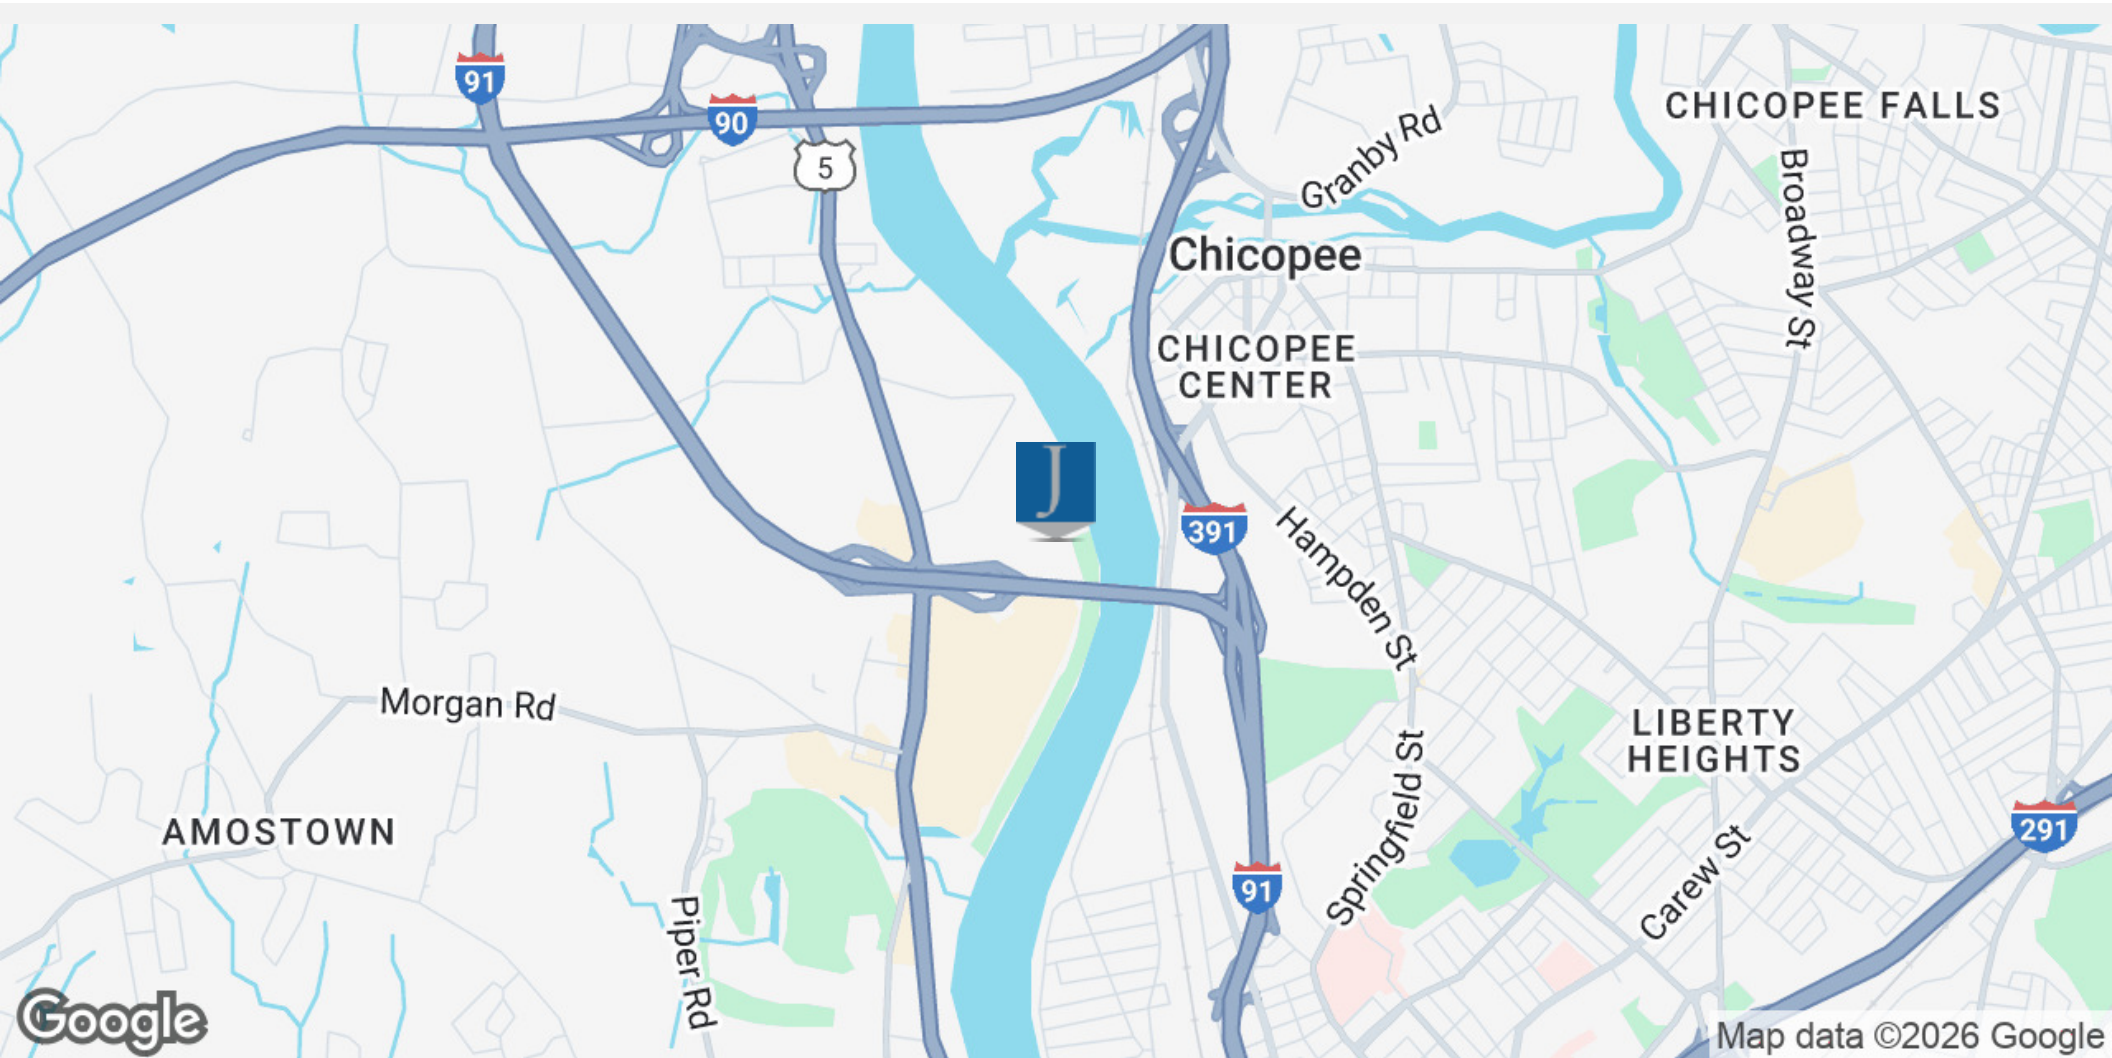 91
90
5
CHICOPEE FALLS
Granby Rd
Broadway St
Chicopee
CHICOPEE
CENTER
J
391
Hampden St
Morgan Rd
LIBERTY
HEIGHTS
Springfield St
AMOSTOWN
291
Carew St
91
Piper Rd
Google
Map data ©2026 Google